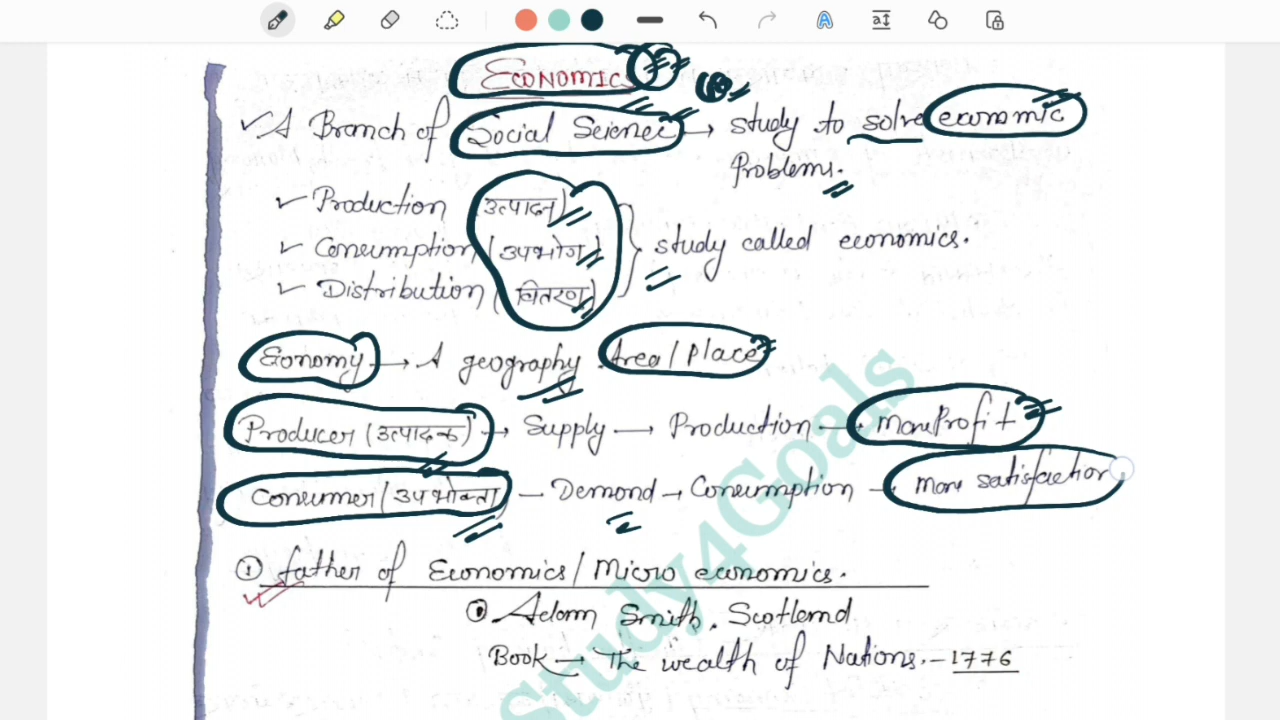 Economics
✓ A Branch of Social Science → study to solve economic
Problems.
✓ Production (उत्पादन)
✓ Consumption (उपभोग)
✓ Distribution (वितरण)
} study called economics.
Economy → A geography Area/Place
Producer (उत्पादक) → Supply → Production → More Profit
Consumer/(उपभोक्ता) – Demand → Consumption → More satisfaction
① father of Economics/Micro economics.
Adam Smith, Scotland
Book → The wealth of Nations. – 1776
Study4Goals